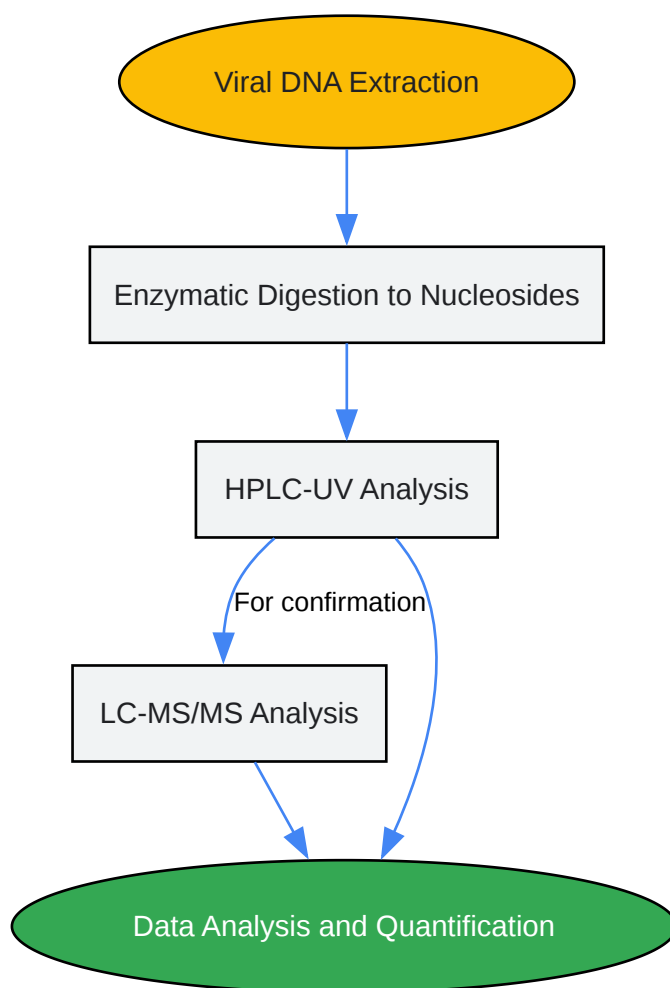 Viral DNA Extraction
Enzymatic Digestion to Nucleosides
HPLC-UV Analysis
For confirmation
LC-MS/MS Analysis
Data Analysis and Quantification